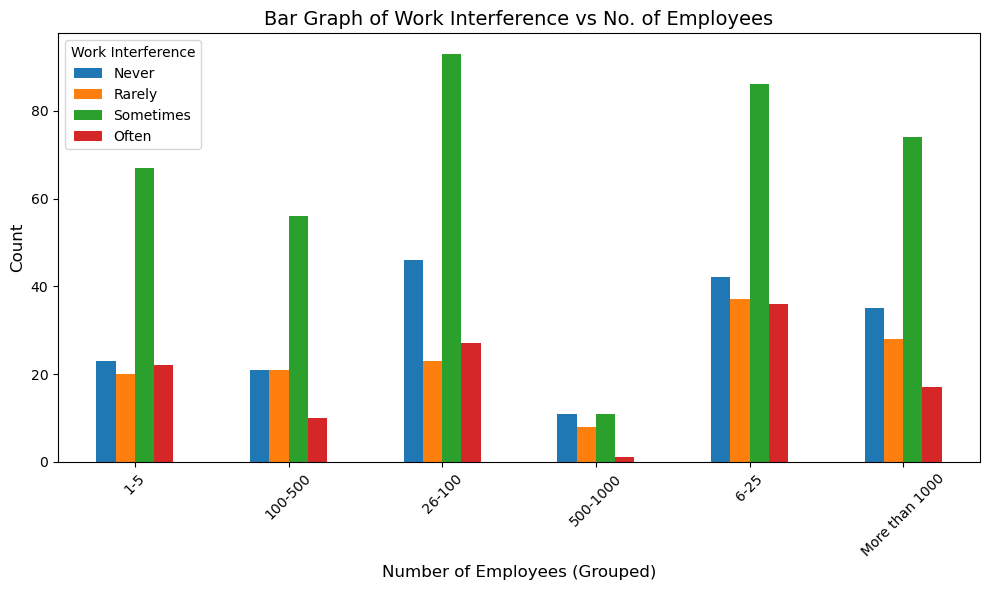 Bar Graph of Work Interference vs No. of Employees
Work Interference
Never
Rarely
Sometimes
Often
Count
80
60
40
20
0
1-5
100-500
26-100
500-1000
6-25
More than 1000
Number of Employees (Grouped)